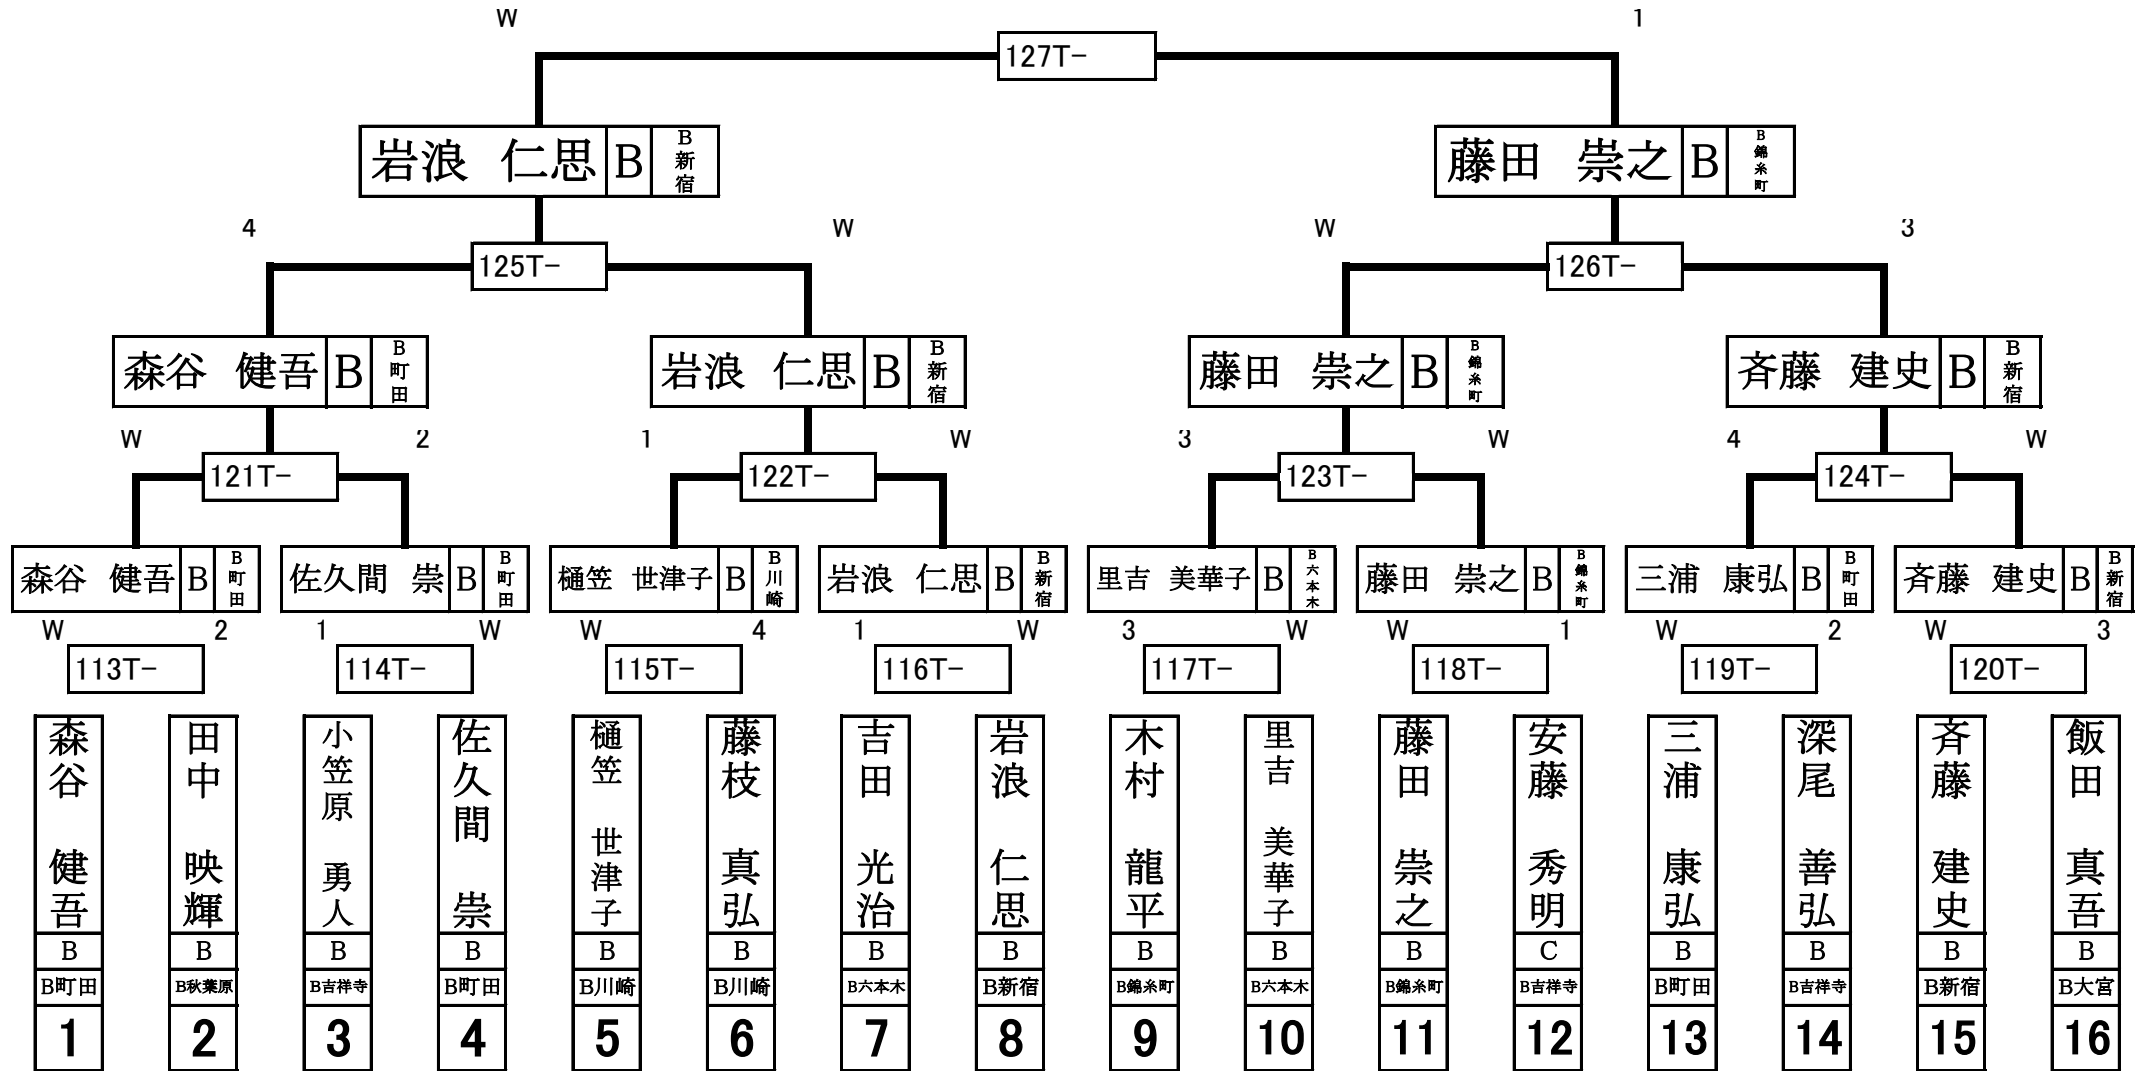 W 1
127T-
岩浪 仁思 B B新宿
藤田 崇之 B B錦糸町
4 W W 3
125T- 126T-
森谷 健吾 B B町田
岩浪 仁思 B B新宿
藤田 崇之 B B錦糸町
斉藤 建史 B B新宿
W 2 1 W 3 W 4 W
121T- 122T- 123T- 124T-
森谷 健吾 B B町田
佐久間 崇 B B町田
樋笠 世津子 B B川崎
岩浪 仁思 B B新宿
里吉 美華子 B B六本木
藤田 崇之 B B錦糸町
三浦 康弘 B B町田
斉藤 建史 B B新宿
W 2 1 W W 4 1 W 3 W W 1 W 2 W 3
113T- 114T- 115T- 116T- 117T- 118T- 119T- 120T-
森谷 健吾 B B町田 1
田中 映輝 B B秋葉原 2
小笠原 勇人 B B吉祥寺 3
佐久間 崇 B B町田 4
樋笠 世津子 B B川崎 5
藤枝 真弘 B B川崎 6
吉田 光治 B B六本木 7
岩浪 仁思 B B新宿 8
木村 龍平 B B錦糸町 9
里吉 美華子 B B六本木 10
藤田 崇之 B B錦糸町 11
安藤 秀明 C B吉祥寺 12
三浦 康弘 B B町田 13
深尾 善弘 B B吉祥寺 14
斉藤 建史 B B新宿 15
飯田 真吾 B B大宮 16